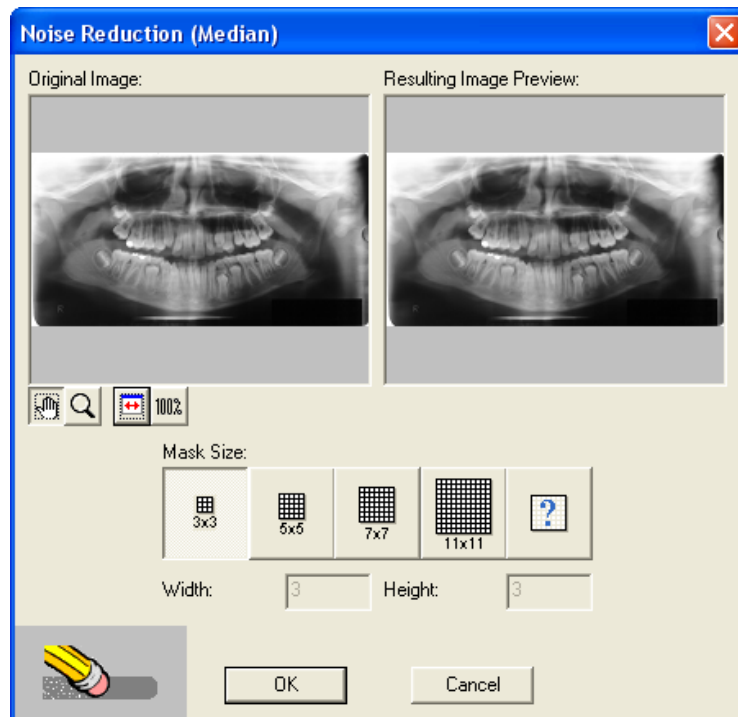 Noise Reduction (Median)
Original Image:
Resulting Image Preview:
R
R
100%
Mask Size:
3x3
5x5
7x7
11x11
?
Width:
3
Height:
3
OK
Cancel